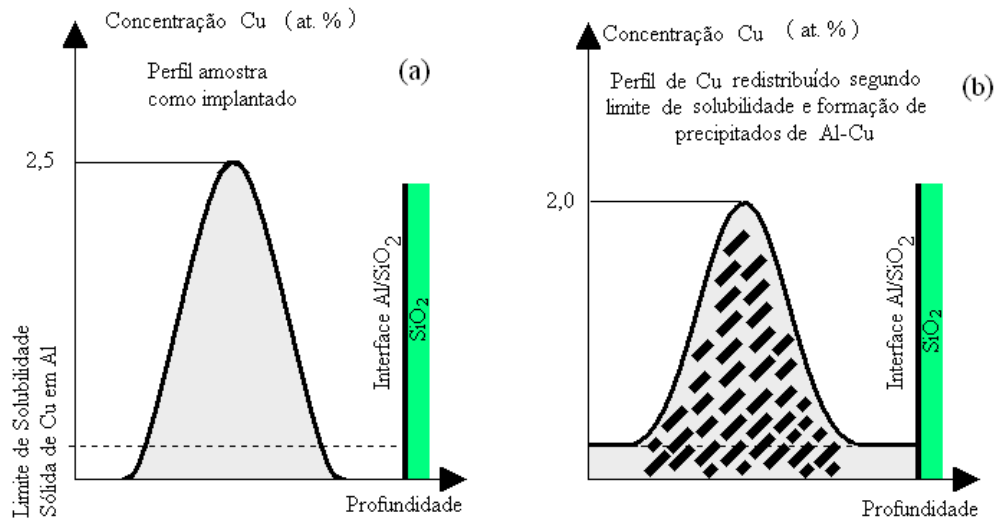 Concentração Cu ( at. % )
(a)
Perfil amostra
como implantado
2,5
Limite de Solubilidade
Sólida de Cu em Al
Interface Al/SiO2
SiO2
Profundidade
Concentração Cu ( at. % )
(b)
Perfil de Cu redistribuído segundo
limite de solubilidade e formação de
precipitados de Al-Cu
2,0
Interface Al/SiO2
SiO2
Profundidade